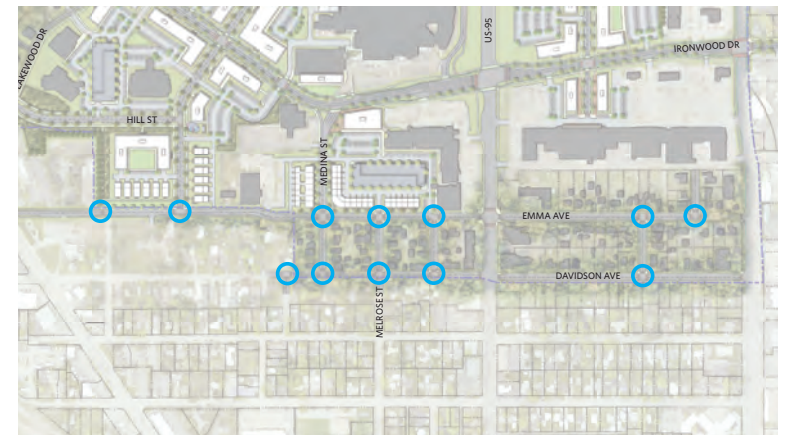 LAKEWOOD DR
US-95
IRONWOOD DR
HILL ST
MEDINA ST
EMMA AVE
DAVIDSON AVE
MELROSE ST